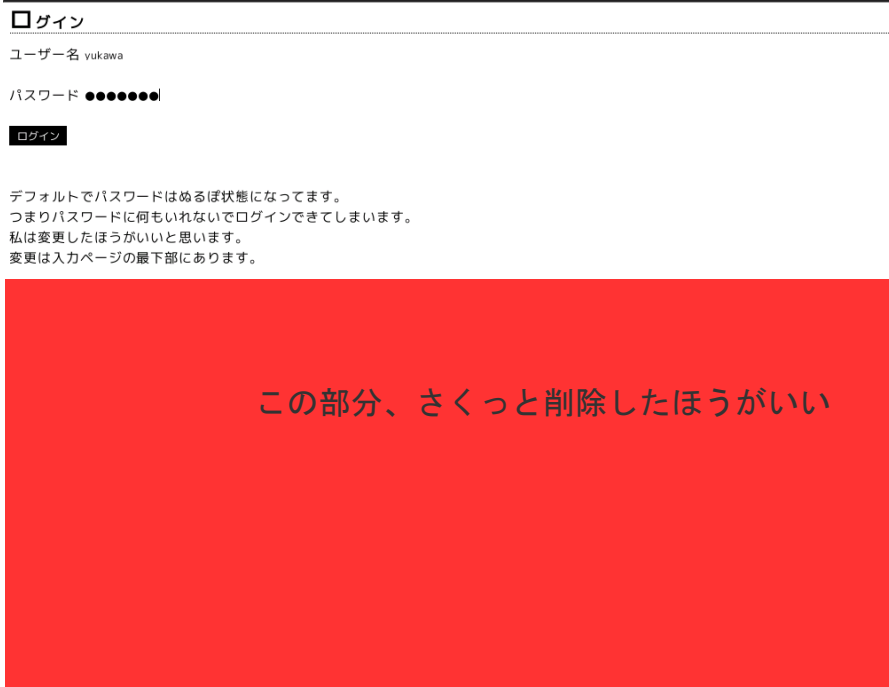 ログイン
ユーザー名 yukawa
パスワード ●●●●●●●
ログイン
デフォルトでパスワードはぬるぽ状態になってます。
つまりパスワードに何もいれないでログインできてしまいます。
私は変更したほうがいいと思います。
変更は入力ページの最下部にあります。
この部分、さくっと削除したほうがいい